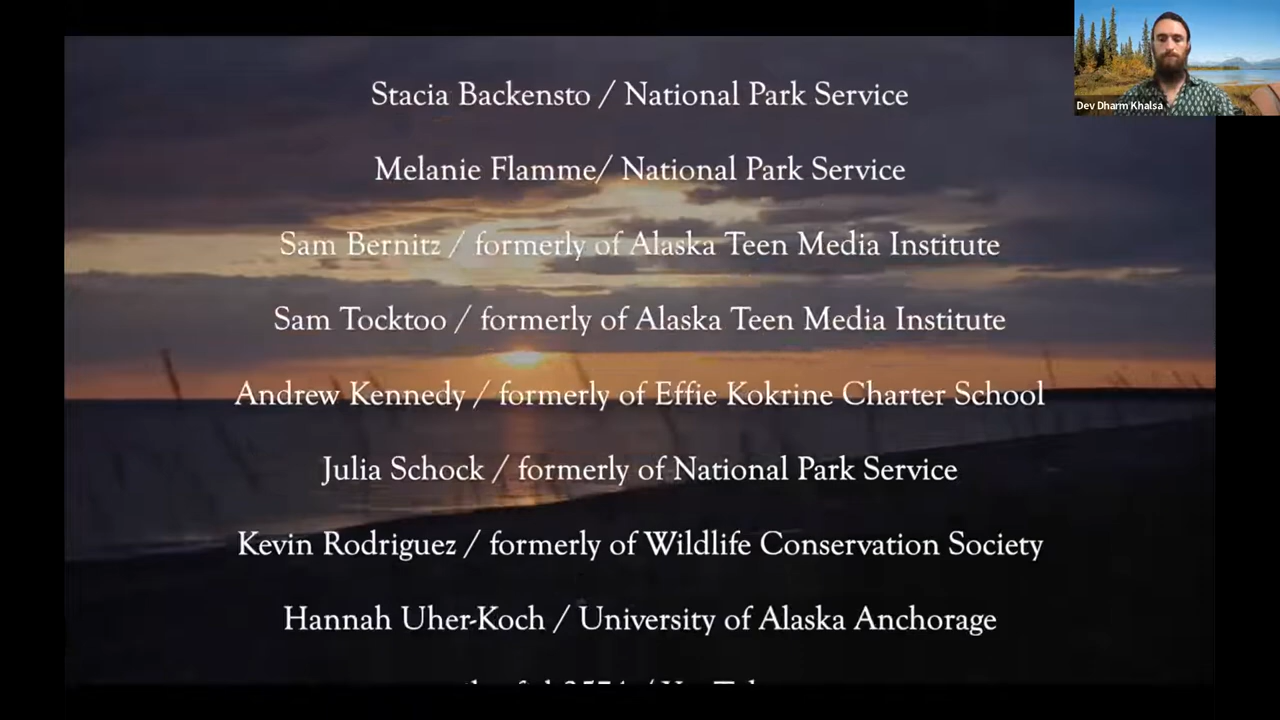 Stacia Backensto / National Park Service
Dev Dharm Khalsa
Melanie Flamme/ National Park Service
Sam Bernitz / formerly of Alaska Teen Media Institute
Sam Tocktoo / formerly of Alaska Teen Media Institute
Andrew Kennedy / formerly of Effie Kokrine Charter School
Julia Schock / formerly of National Park Service
Kevin Rodriguez / formerly of Wildlife Conservation Society
Hannah Uher-Koch / University of Alaska Anchorage